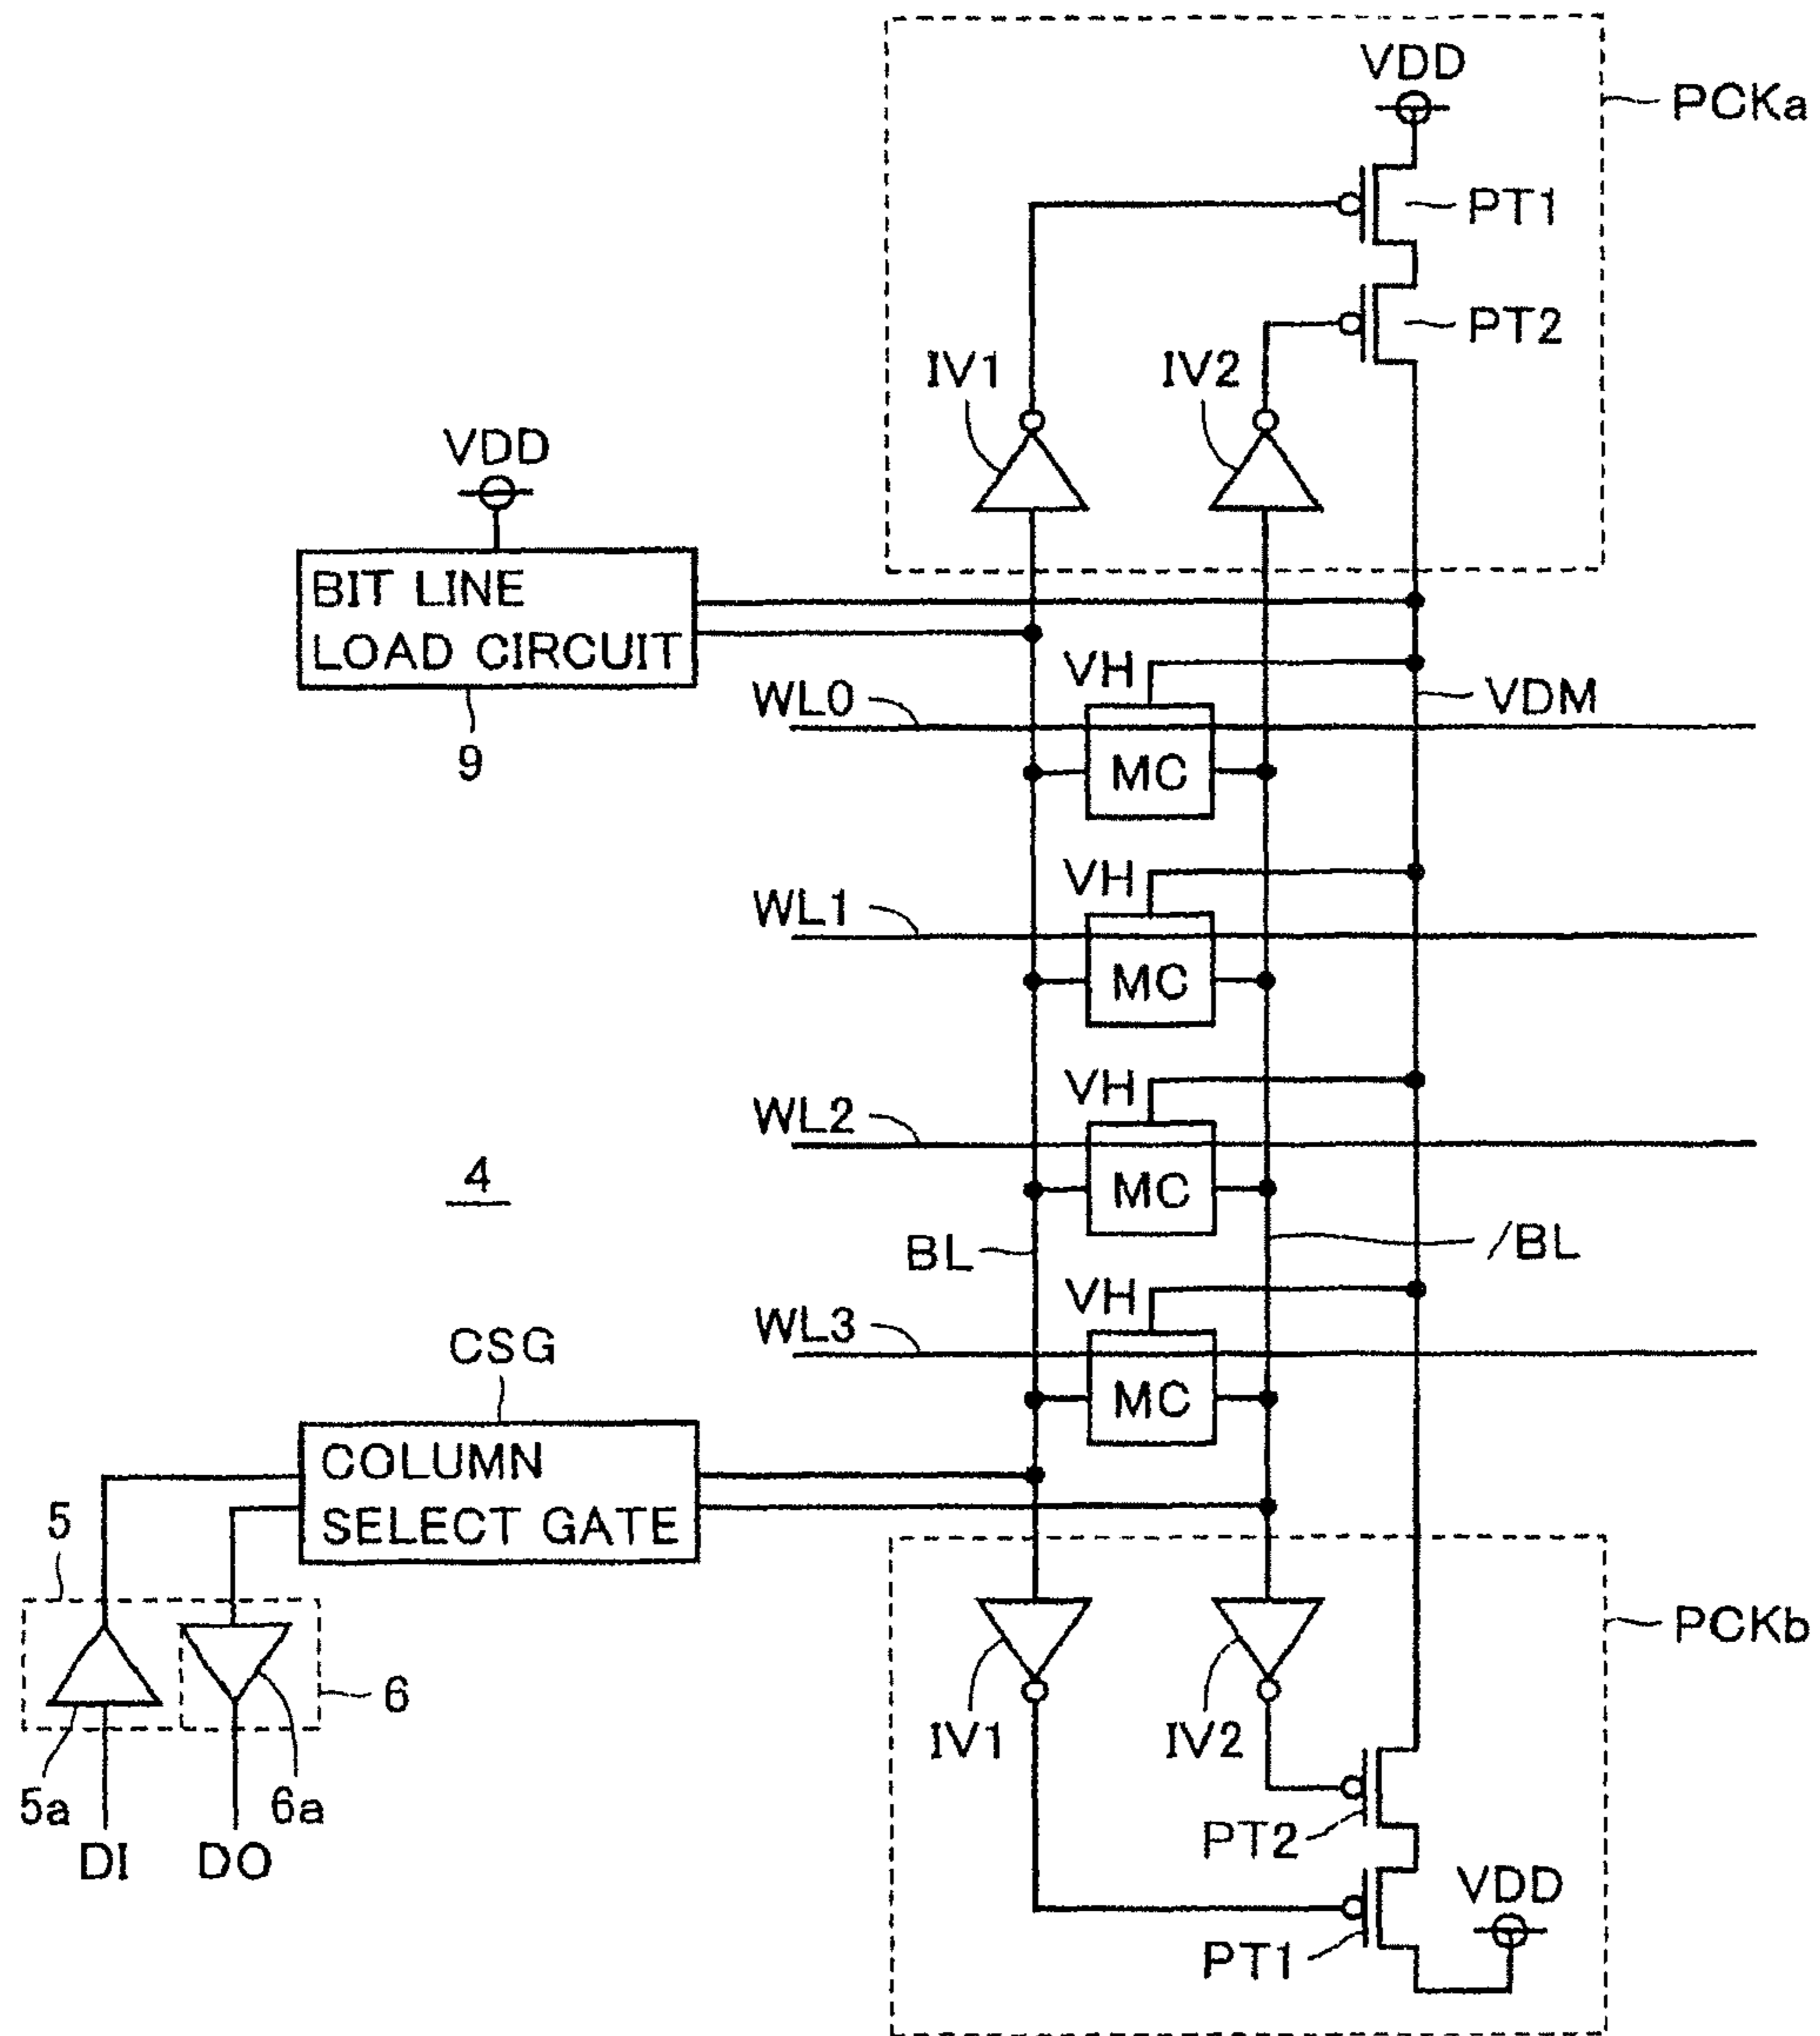 VDD
PCKa
PT1
PT2
IV1
IV2
VDD
BIT LINE
LOAD CIRCUIT
9
VH
VDM
WL0
MC
VH
WL1
MC
VH
WL2
MC
4
BL
/BL
VH
WL3
MC
CSG
COLUMN
SELECT GATE
5
6
5a
6a
DI
DO
PCKb
IV1
IV2
PT2
VDD
PT1